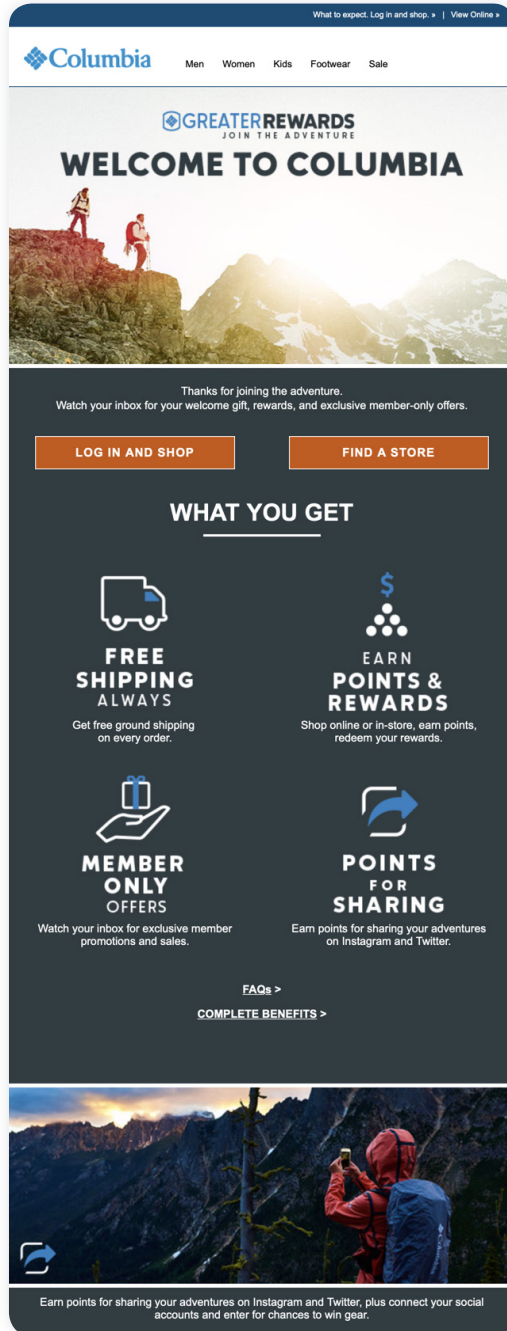 What to expect. Log in and shop. » | View Online »
Columbia
Men Women Kids Footwear Sale
GREATER REWARDS
JOIN THE ADVENTURE
WELCOME TO COLUMBIA
Thanks for joining the adventure.
Watch your inbox for your welcome gift, rewards, and exclusive member-only offers.
LOG IN AND SHOP
FIND A STORE
WHAT YOU GET
FREE
SHIPPING
ALWAYS
Get free ground shipping
on every order.
$
EARN
POINTS &
REWARDS
Shop online or in-store, earn points,
redeem your rewards.
MEMBER
ONLY
OFFERS
Watch your inbox for exclusive member
promotions and sales.
POINTS
FOR
SHARING
Earn points for sharing your adventures
on Instagram and Twitter.
FAQs >
COMPLETE BENEFITS >
Columbia
Earn points for sharing your adventures on Instagram and Twitter, plus connect your social
accounts and enter for chances to win gear.